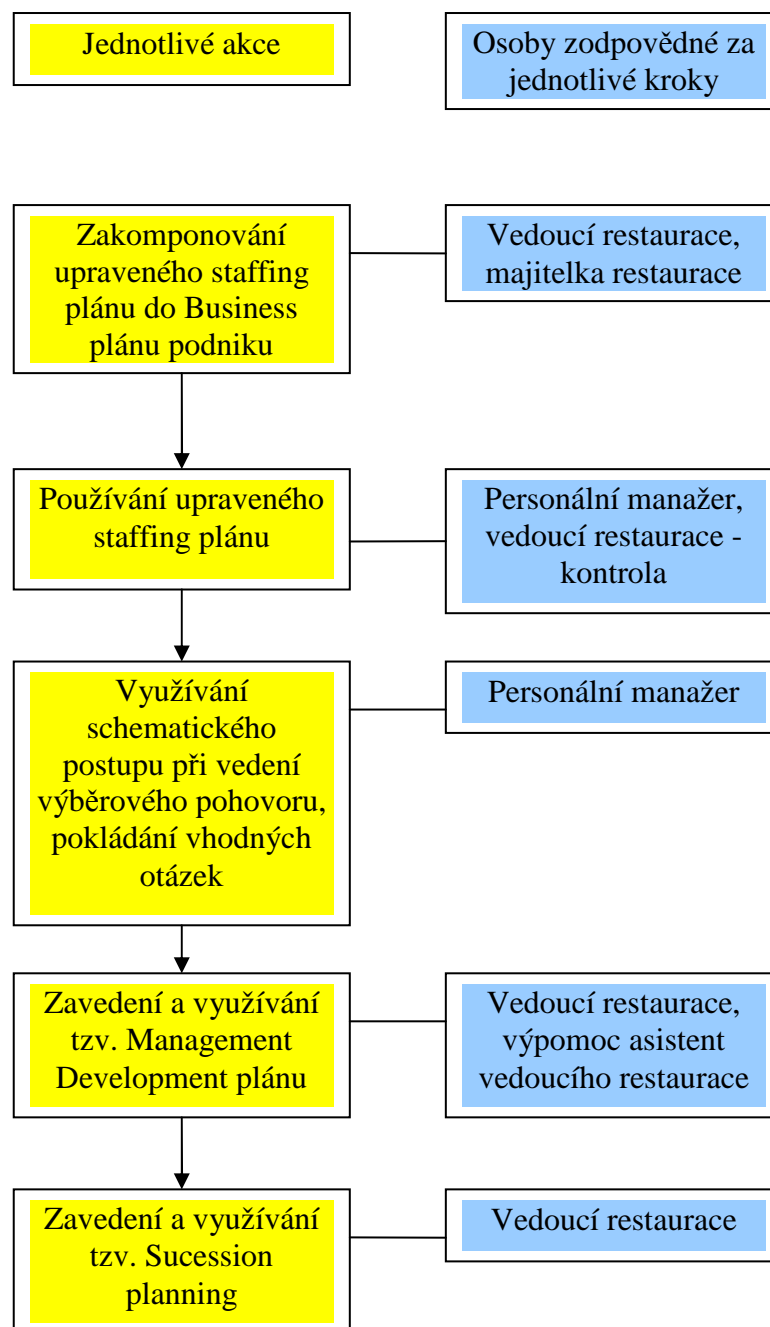 Jednotlivé akce
Osoby zodpovědné za
jednotlivé kroky
Zakomponování
upraveného staffing
plánu do Business
plánu podniku
Vedoucí restaurace,
majitelka restaurace
Používání upraveného
staffing plánu
Personální manažer,
vedoucí restaurace -
kontrola
Využívání
schematického
postupu při vedení
výběrového pohovoru,
pokládání vhodných
otázek
Personální manažer
Zavedení a využívání
tzv. Management
Development plánu
Vedoucí restaurace,
výpomoc asistent
vedoucího restaurace
Zavedení a využívání
tzv. Sucession
planning
Vedoucí restaurace